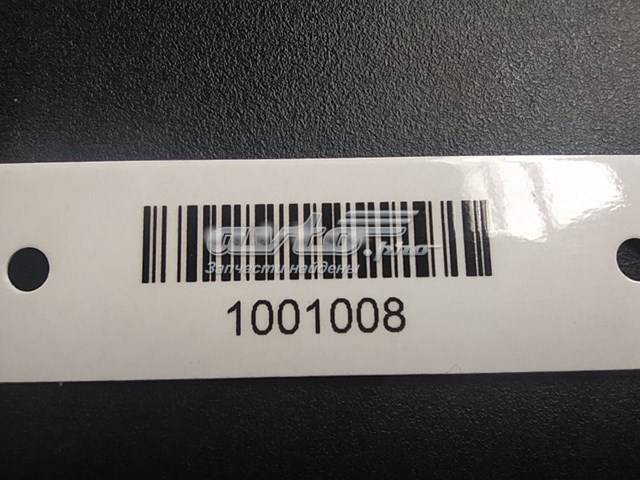 avto.pro
Запчасти найдены
1001008